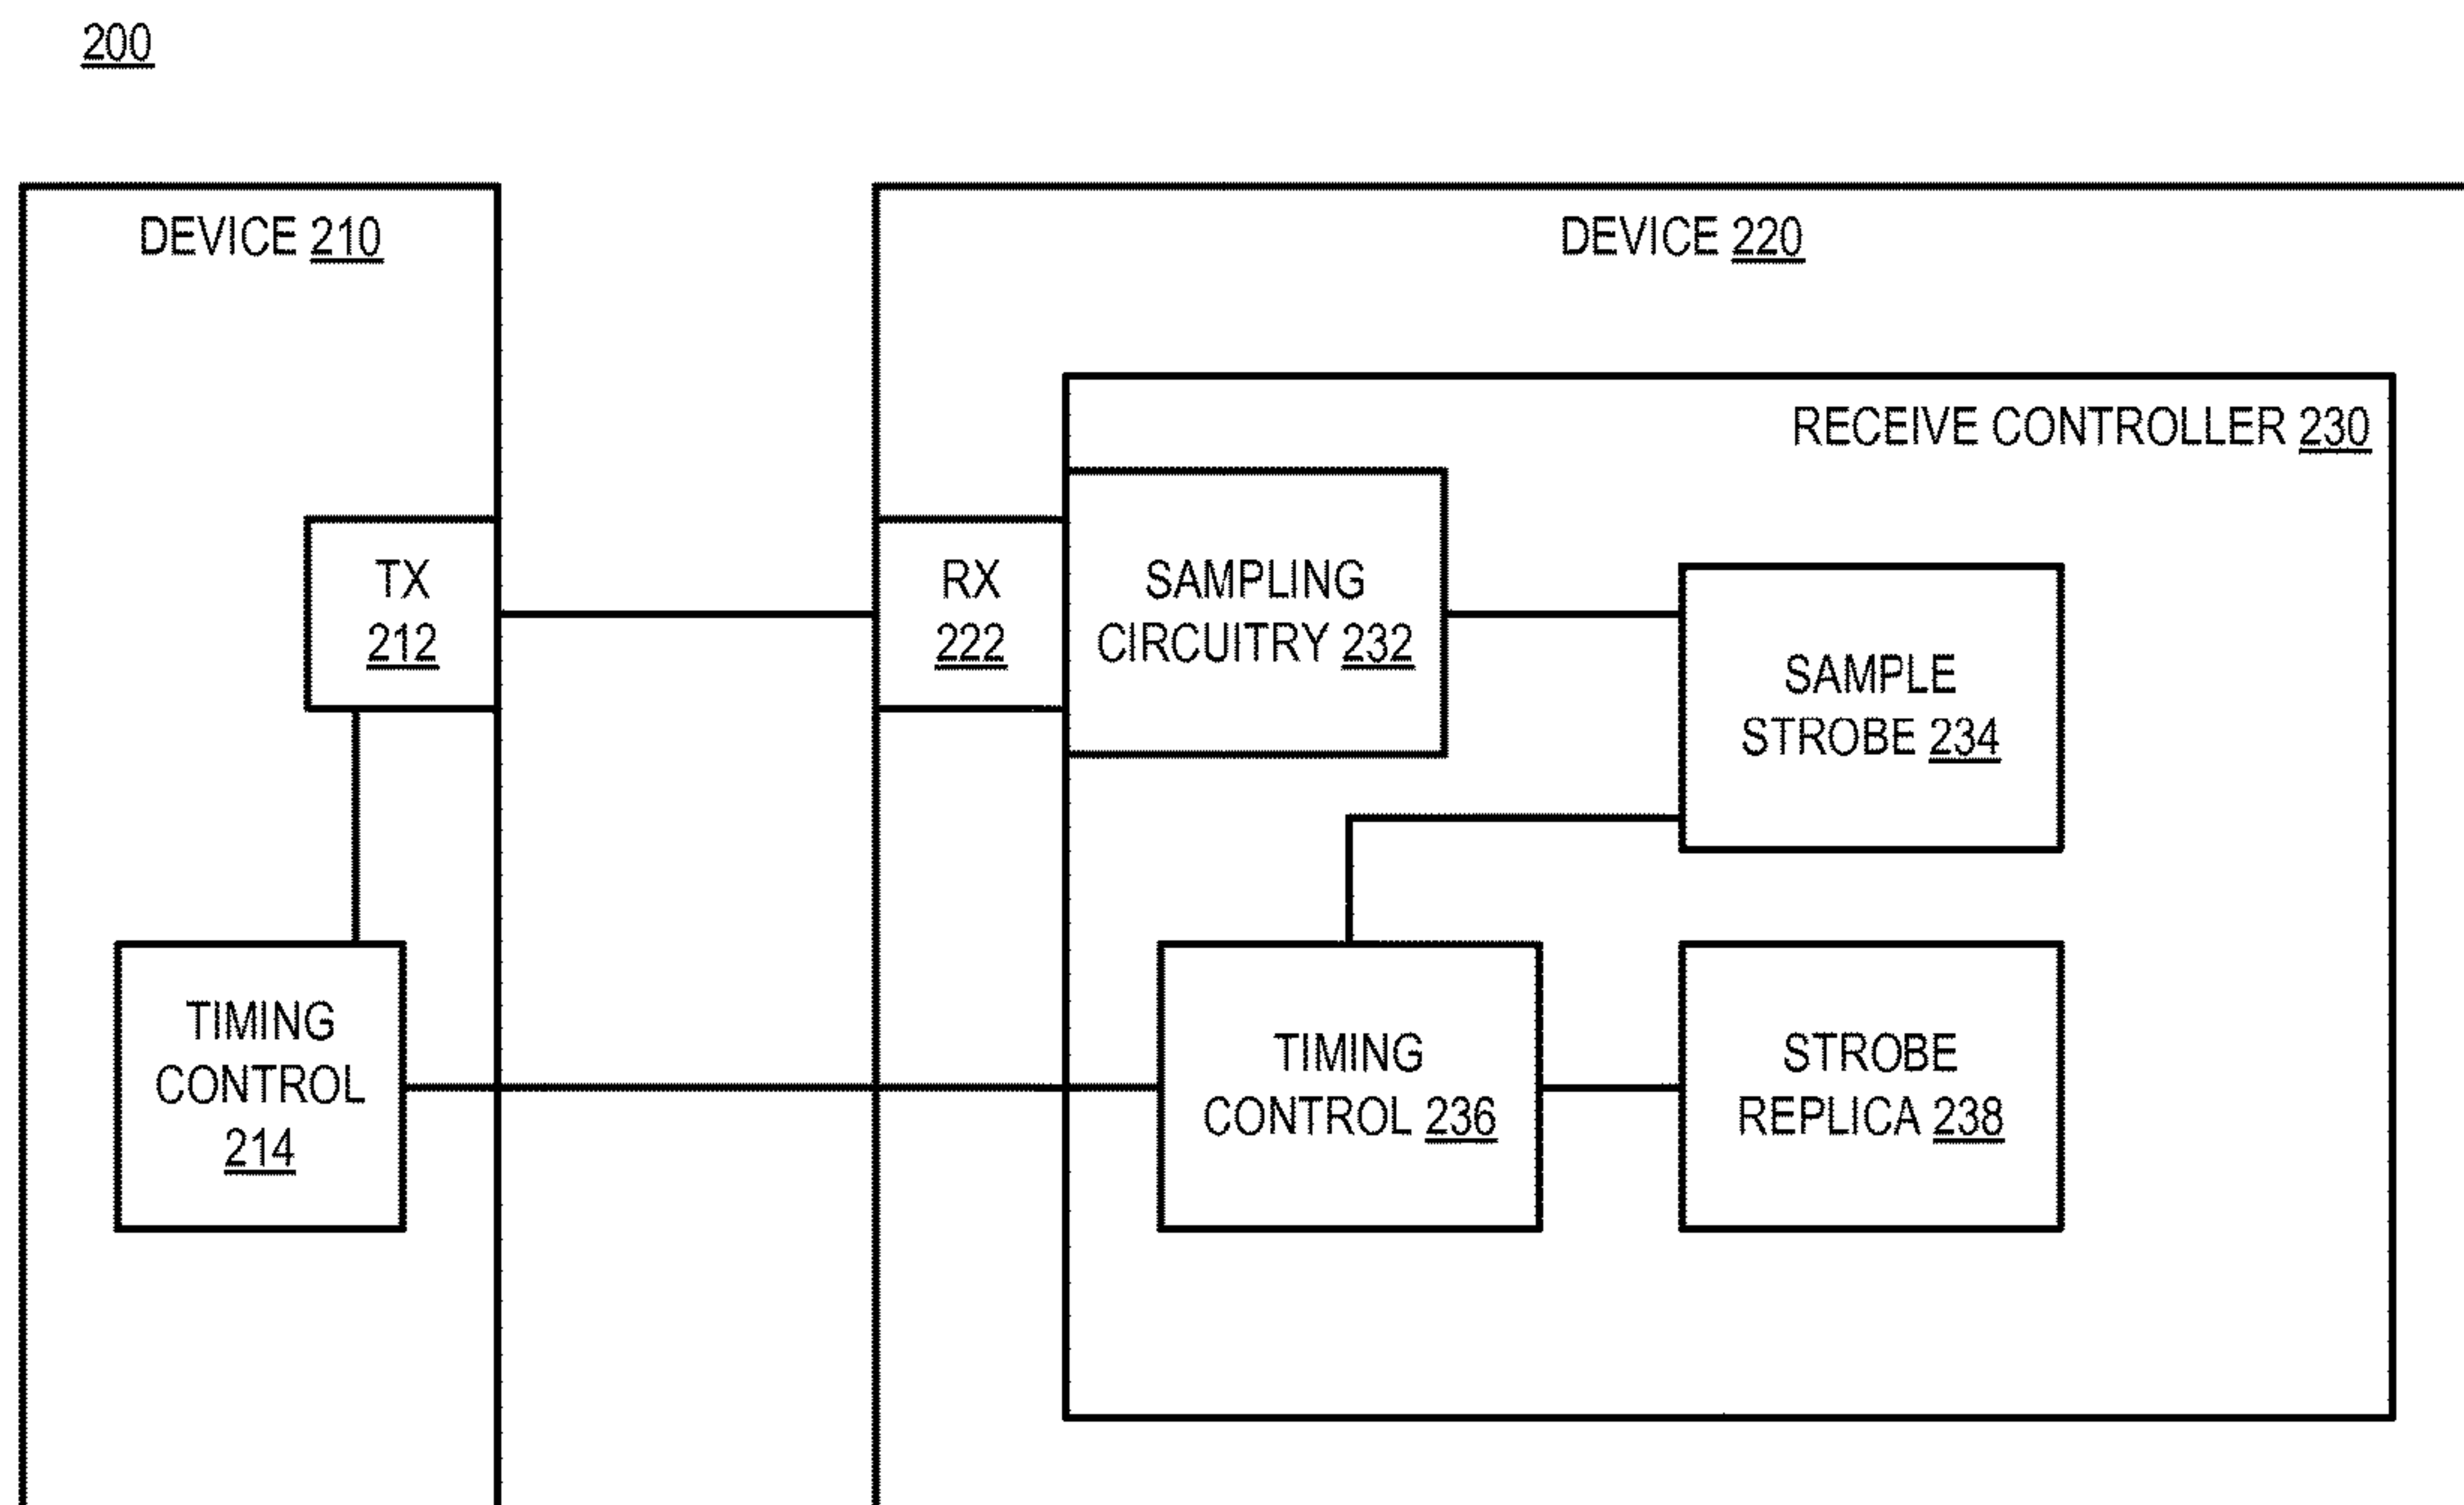 200
DEVICE 210
DEVICE 220
RECEIVE CONTROLLER 230
TX
212
RX
222
SAMPLING
CIRCUITRY 232
SAMPLE
STROBE 234
TIMING
CONTROL
214
TIMING
CONTROL 236
STROBE
REPLICA 238